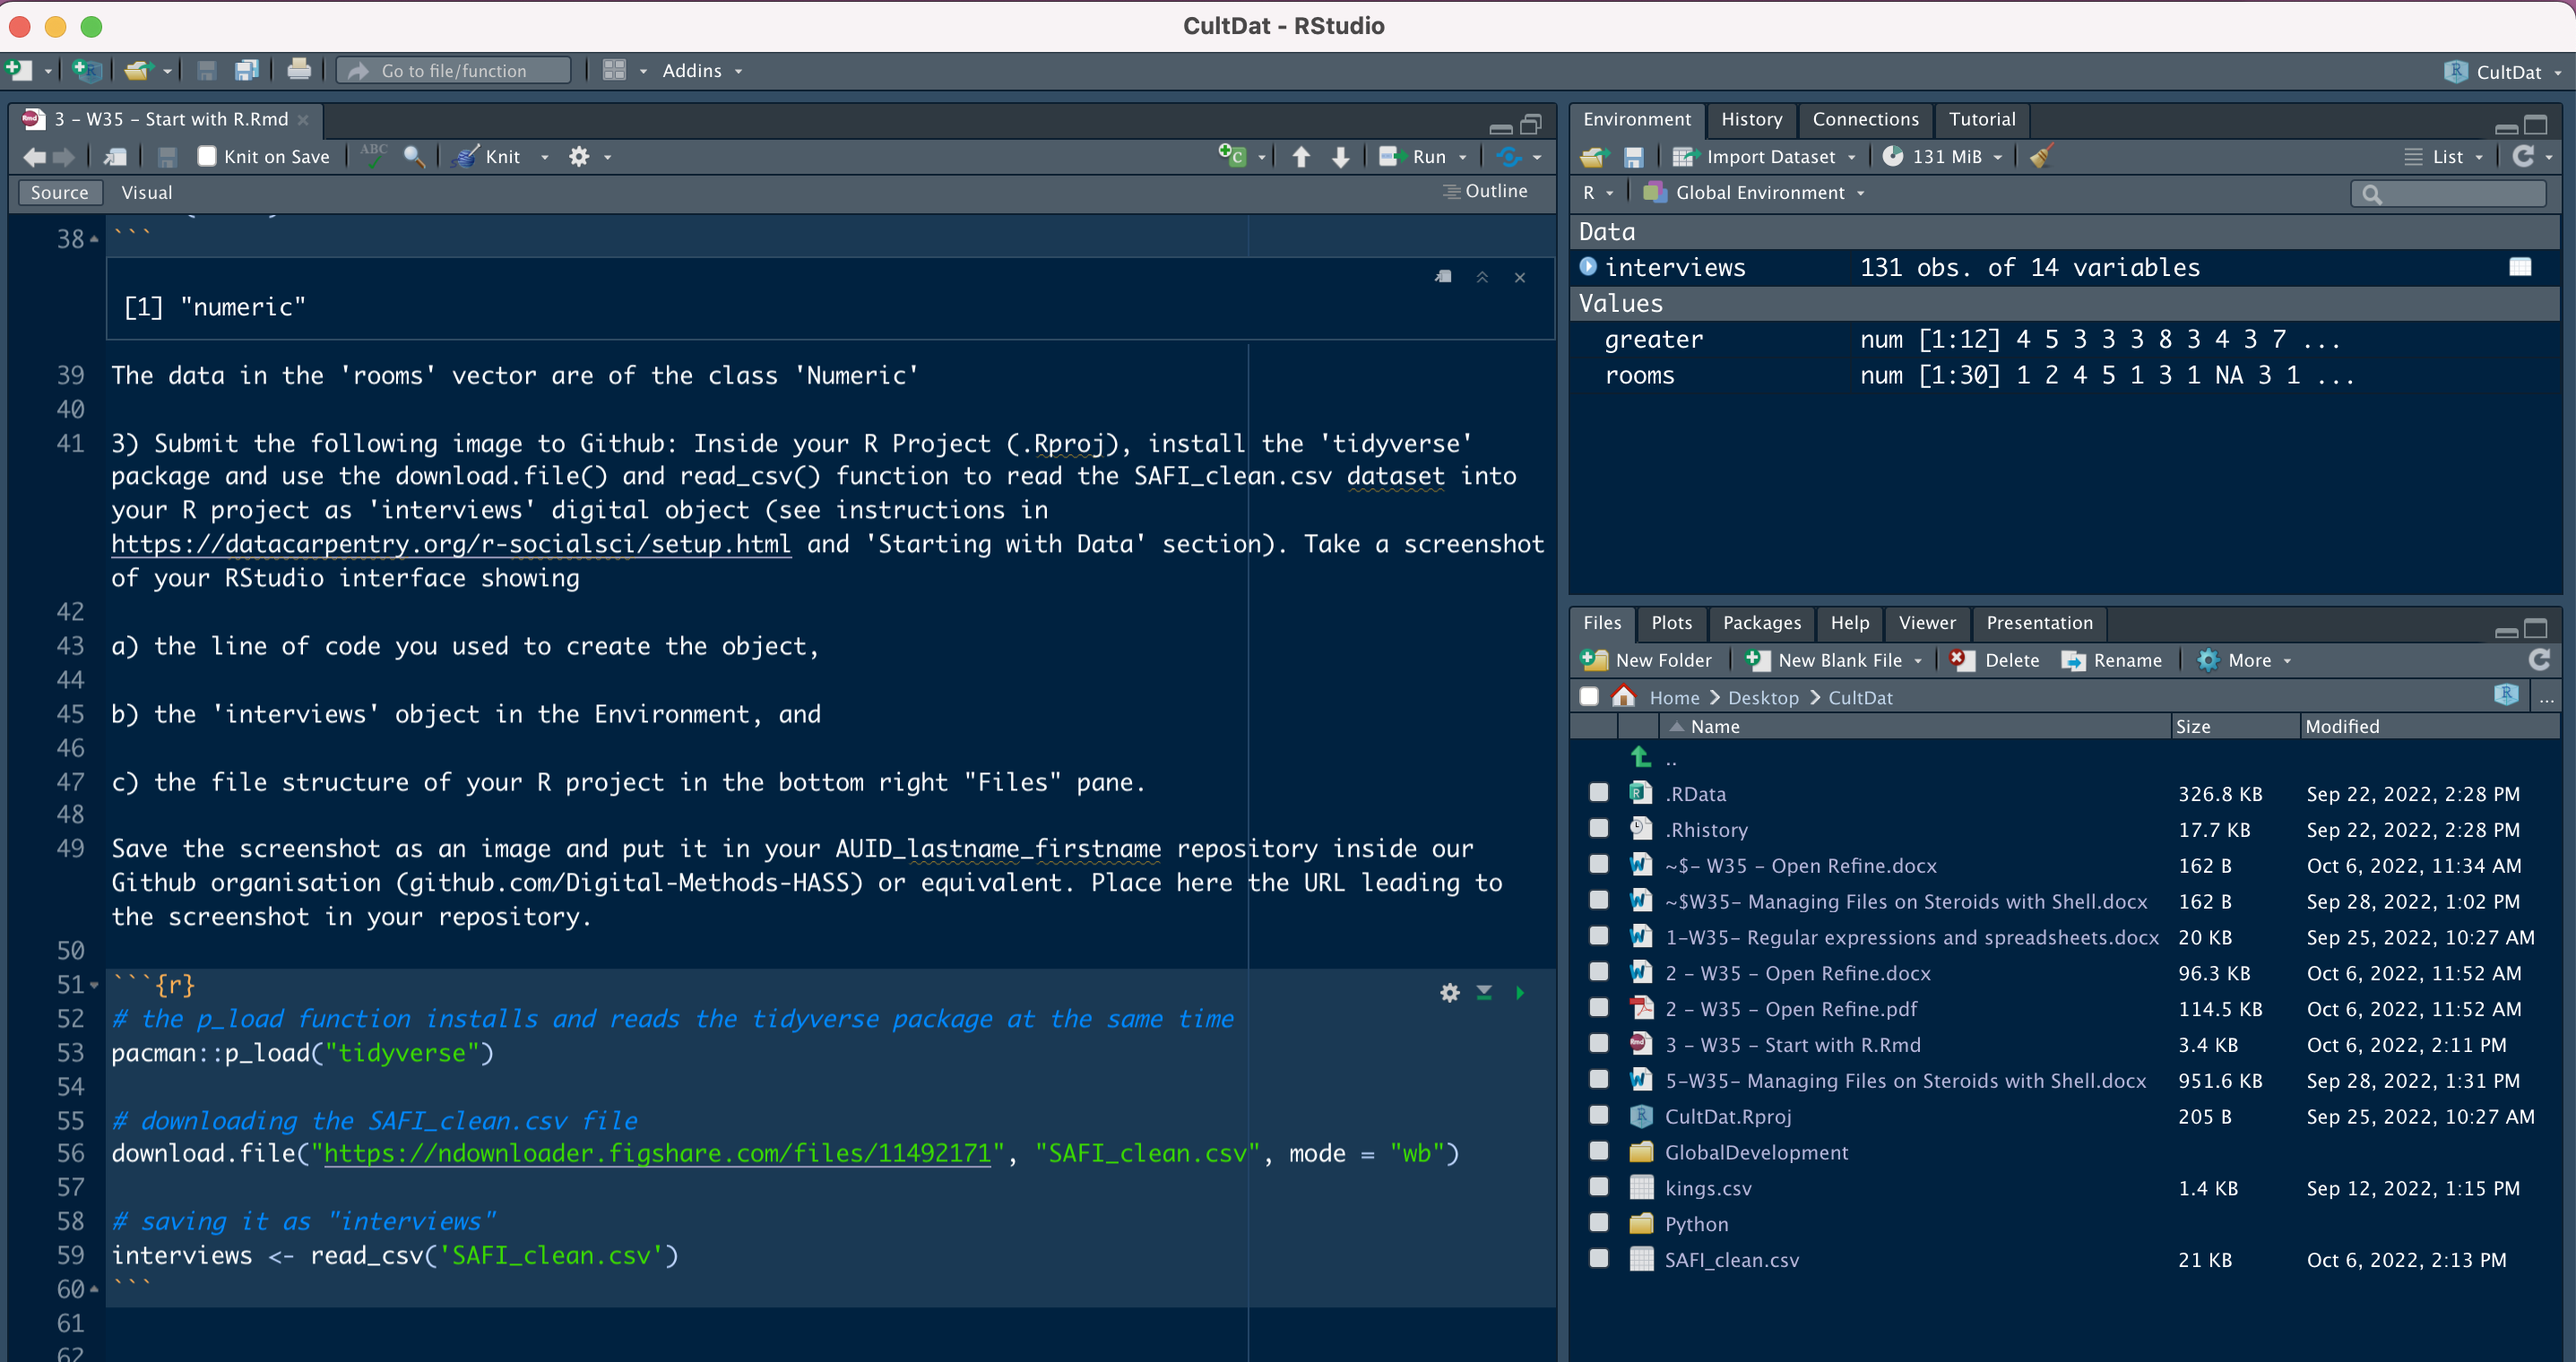 CultDat - RStudio
Go to file/function
Addins
CultDat
3 - W35 - Start with R.Rmd
Knit on Save
ABC
Knit
Run
Source
Visual
Outline
38 ```
[1] "numeric"
39 The data in the 'rooms' vector are of the class 'Numeric'
40
41 3) Submit the following image to Github: Inside your R Project (.Rproj), install the 'tidyverse'
package and use the download.file() and read_csv() function to read the SAFI_clean.csv dataset into
your R project as 'interviews' digital object (see instructions in
https://datacarpentry.org/r-socialsci/setup.html and 'Starting with Data' section). Take a screenshot
of your RStudio interface showing
42
43 a) the line of code you used to create the object,
44
45 b) the 'interviews' object in the Environment, and
46
47 c) the file structure of your R project in the bottom right "Files" pane.
48
49 Save the screenshot as an image and put it in your AUID_lastname_firstname repository inside our
Github organisation (github.com/Digital-Methods-HASS) or equivalent. Place here the URL leading to
the screenshot in your repository.
50
51 ```{r}
52 # the p_load function installs and reads the tidyverse package at the same time
53 pacman::p_load("tidyverse")
54
55 # downloading the SAFI_clean.csv file
56 download.file("https://ndownloader.figshare.com/files/11492171", "SAFI_clean.csv", mode = "wb")
57
58 # saving it as "interviews"
59 interviews <- read_csv('SAFI_clean.csv')
60 ```
61
62
Environment History Connections Tutorial
Import Dataset 131 MiB List
R Global Environment
Data
interviews 131 obs. of 14 variables
Values
greater num [1:12] 4 5 3 3 3 8 3 4 3 7 ...
rooms num [1:30] 1 2 4 5 1 3 1 NA 3 1 ...
Files Plots Packages Help Viewer Presentation
New Folder New Blank File Delete Rename More
Home Desktop CultDat ...
Name Size Modified
..
.RData 326.8 KB Sep 22, 2022, 2:28 PM
.Rhistory 17.7 KB Sep 22, 2022, 2:28 PM
~$- W35 - Open Refine.docx 162 B Oct 6, 2022, 11:34 AM
~$W35- Managing Files on Steroids with Shell.docx 162 B Sep 28, 2022, 1:02 PM
1-W35- Regular expressions and spreadsheets.docx 20 KB Sep 25, 2022, 10:27 AM
2 - W35 - Open Refine.docx 96.3 KB Oct 6, 2022, 11:52 AM
2 - W35 - Open Refine.pdf 114.5 KB Oct 6, 2022, 11:52 AM
3 - W35 - Start with R.Rmd 3.4 KB Oct 6, 2022, 2:11 PM
5-W35- Managing Files on Steroids with Shell.docx 951.6 KB Sep 28, 2022, 1:31 PM
CultDat.Rproj 205 B Sep 25, 2022, 10:27 AM
GlobalDevelopment
kings.csv 1.4 KB Sep 12, 2022, 1:15 PM
Python
SAFI_clean.csv 21 KB Oct 6, 2022, 2:13 PM